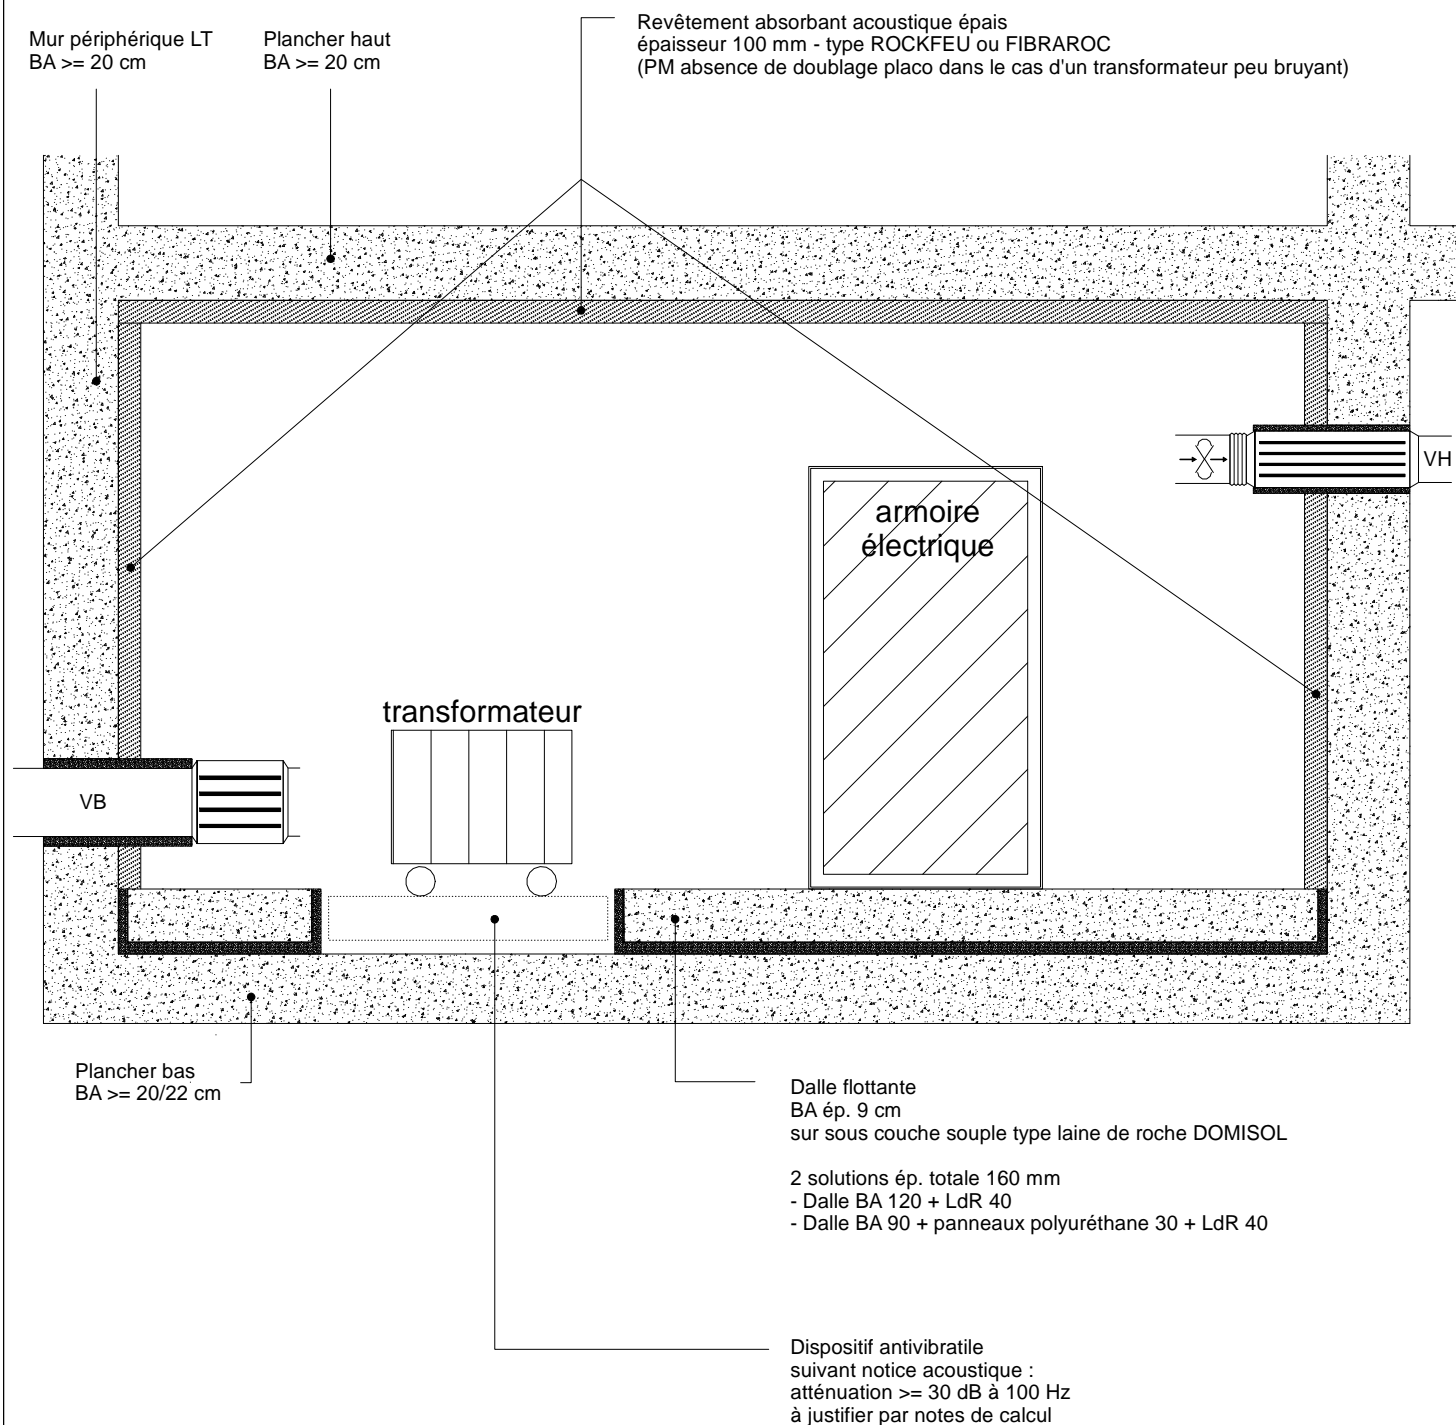 Mur périphérique LT
BA >= 20 cm
Plancher haut
BA >= 20 cm
Revêtement absorbant acoustique épais
épaisseur 100 mm - type ROCKFEU ou FIBRAROC
(PM absence de doublage placo dans le cas d'un transformateur peu bruyant)
VH
armoire
électrique
transformateur
VB
Plancher bas
BA >= 20/22 cm
Dalle flottante
BA ép. 9 cm
sur sous couche souple type laine de roche DOMISOL
2 solutions ép. totale 160 mm
- Dalle BA 120 + LdR 40
- Dalle BA 90 + panneaux polyuréthane 30 + LdR 40
Dispositif antivibratile
suivant notice acoustique :
atténuation >= 30 dB à 100 Hz
à justifier par notes de calcul